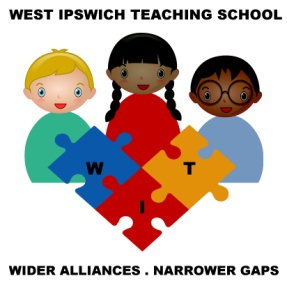 WEST IPSWICH TEACHING SCHOOL
W T
I
WIDER ALLIANCES . NARROWER GAPS